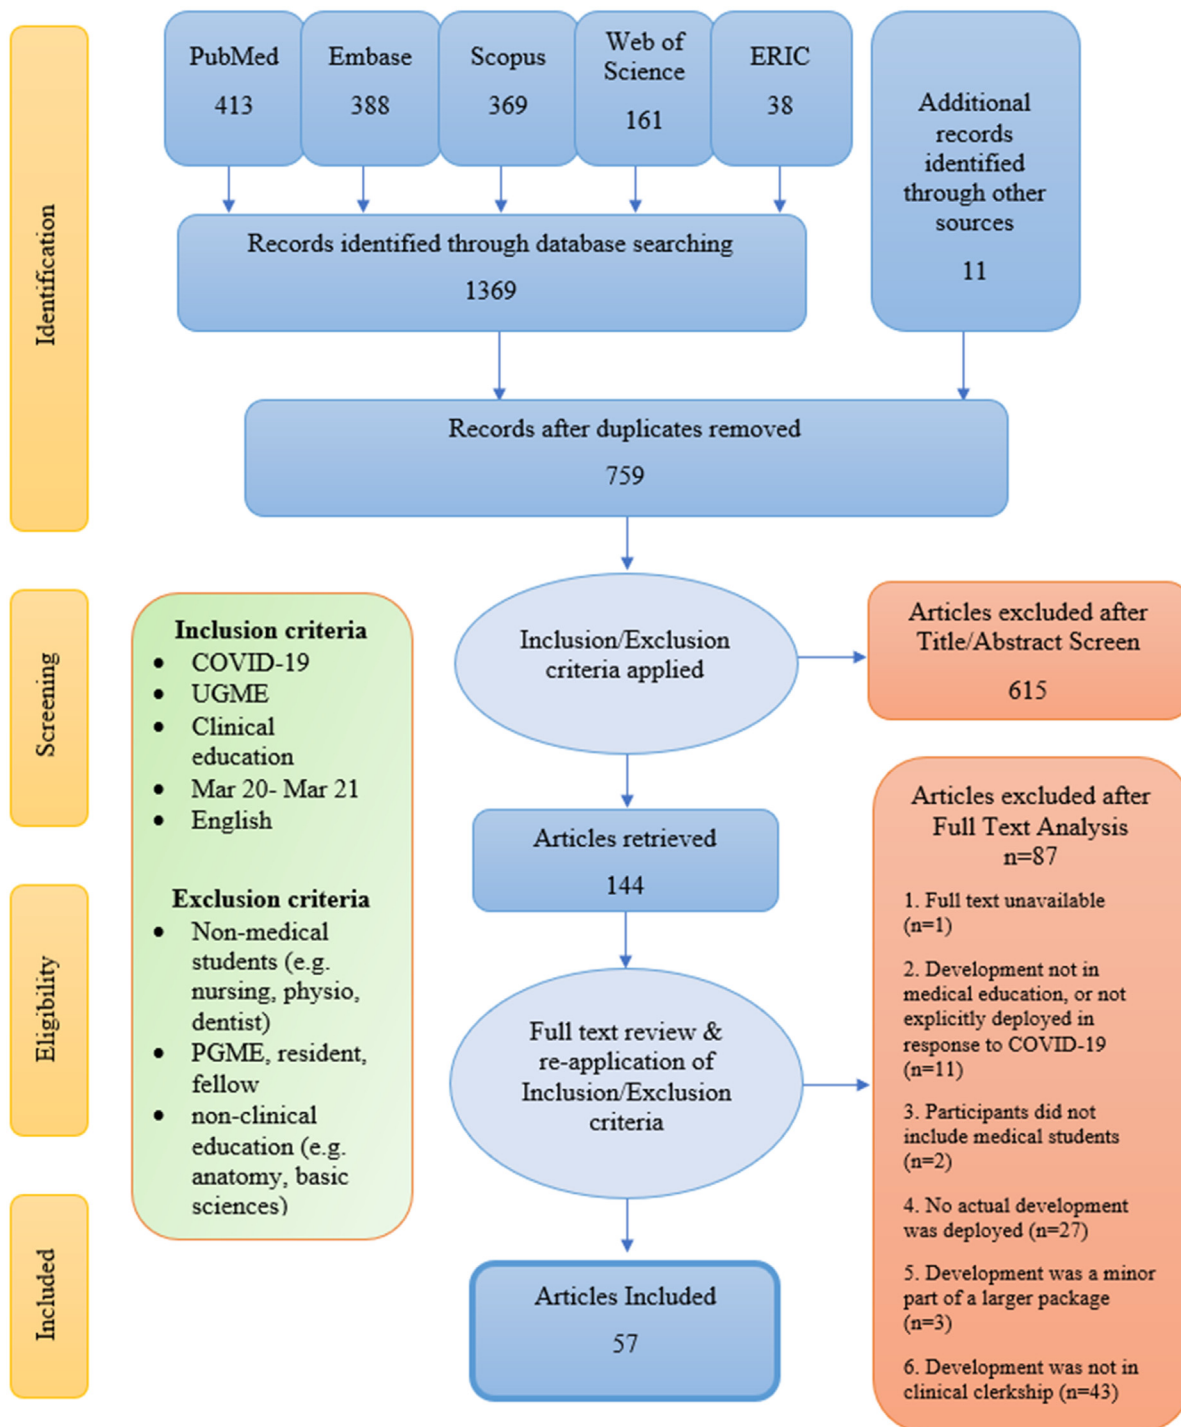 Identification
PubMed
413
Embase
388
Scopus
369
Web of
Science
161
ERIC
38
Additional
records
identified
through other
sources
11
Records identified through database searching
1369
Records after duplicates removed
759
Screening
Inclusion criteria
• COVID-19
• UGME
• Clinical
education
• Mar 20- Mar 21
• English
Exclusion criteria
• Non-medical
students (e.g.
nursing, physio,
dentist)
• PGME, resident,
fellow
• non-clinical
education (e.g.
anatomy, basic
sciences)
Inclusion/Exclusion
criteria applied
Articles excluded after
Title/Abstract Screen
615
Articles retrieved
144
Eligibility
Full text review &
re-application of
Inclusion/Exclusion
criteria
Articles excluded after
Full Text Analysis
n=87
1. Full text unavailable
(n=1)
2. Development not in
medical education, or not
explicitly deployed in
response to COVID-19
(n=11)
3. Participants did not
include medical students
(n=2)
4. No actual development
was deployed (n=27)
5. Development was a minor
part of a larger package
(n=3)
6. Development was not in
clinical clerkship (n=43)
Included
Articles Included
57